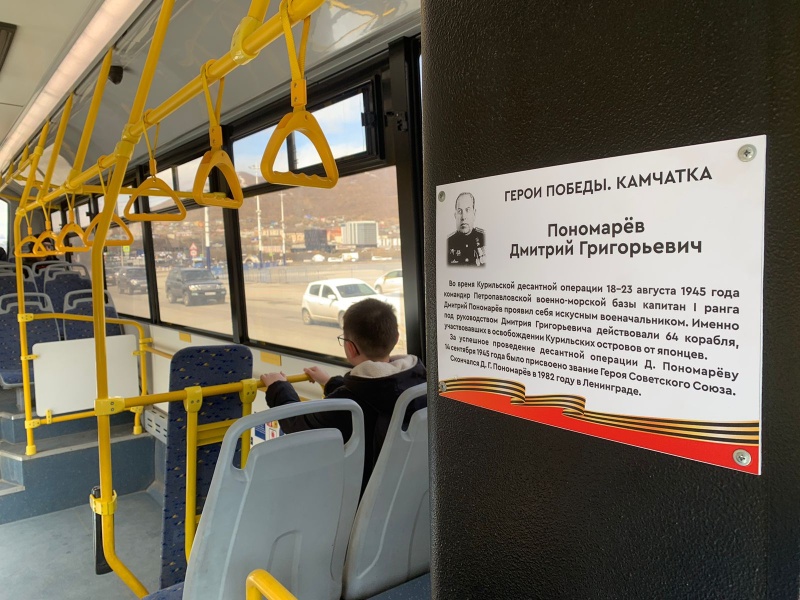 ГЕРОИ ПОБЕДЫ. КАМЧАТКА
Пономарёв
Дмитрий Григорьевич
Во время Курильской десантной операции 18-23 августа 1945 года
командир Петропавловской военно-морской базы капитан I ранга
Дмитрий Пономарёв проявил себя искусным военачальником. Именно
под руководством Дмитрия Григорьевича действовали 64 корабля,
участвовавших в освобождении Курильских островов от японцев.
За успешное проведение десантной операции Д. Пономарёву
14 сентября 1945 года было присвоено звание Героя Советского Союза.
Скончался Д. Г. Пономарёв в 1982 году в Ленинграде.